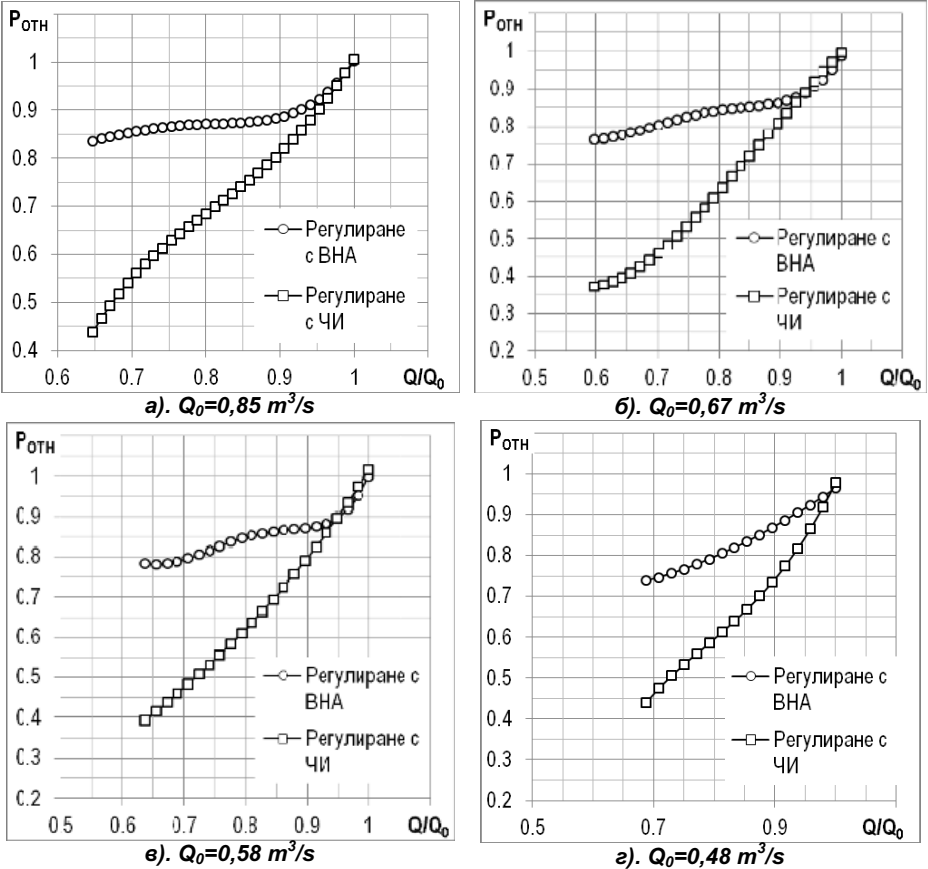 Pотн
1
0.9
0.8
0.7
0.6
0.5
0.4
Регулиране
с ВНА
Регулиране
с ЧИ
0.6 0.7 0.8 0.9 1 Q/Q₀
а). Q₀=0,85 m³/s
Pотн
1
0.9
0.8
0.7
0.6
0.5
0.4
0.3
0.2
Регулиране с
ВНА
Регулиране с
ЧИ
0.5 0.6 0.7 0.8 0.9 1 Q/Q₀
б). Q₀=0,67 m³/s
Pотн
1
0.9
0.8
0.7
0.6
0.5
0.4
0.3
0.2
Регулиране с
ВНА
Регулиране с
ЧИ
0.5 0.6 0.7 0.8 0.9 1 Q/Q₀
в). Q₀=0,58 m³/s
Pотн
1
0.9
0.8
0.7
0.6
0.5
0.4
0.3
0.2
Регулиране с
ВНА
Регулиране с
ЧИ
0.5 0.7 0.9 Q/Q₀
г). Q₀=0,48 m³/s